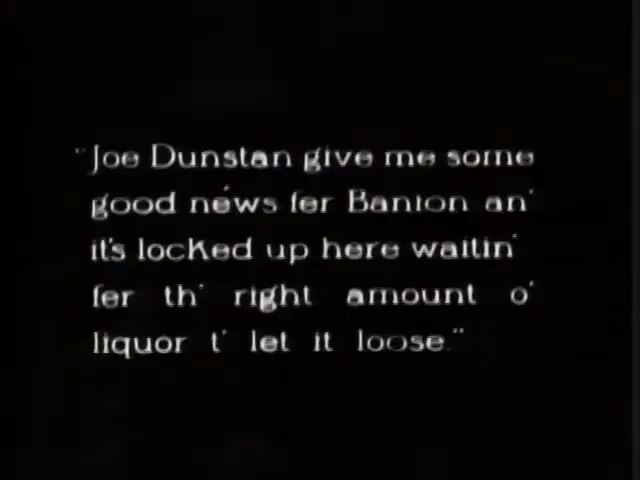 "Joe Dunstan give me some
good news fer Banion an'
it's locked up here waitin'
fer th' right amount o'
liquor t' let it loose."